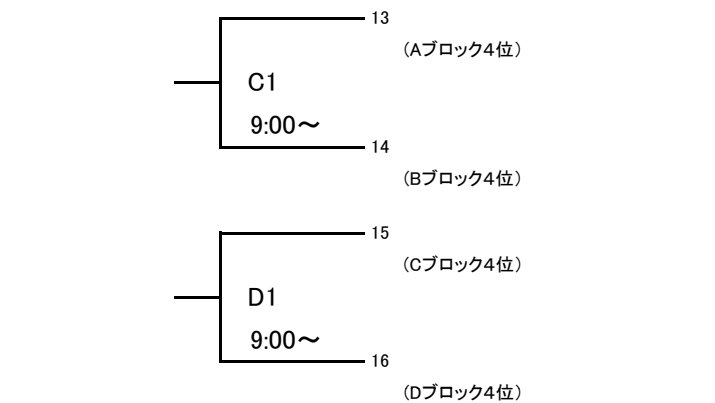 13
（Aブロック４位）
C1
9:00～
14
（Bブロック４位）
15
（Cブロック４位）
D1
9:00～
16
（Dブロック４位）